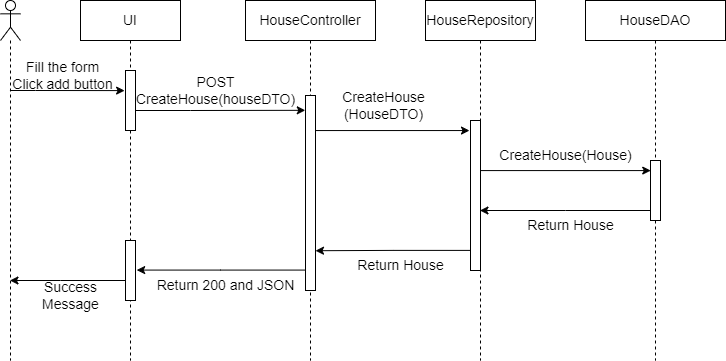 UI
HouseController
HouseRepository
HouseDAO
Fill the form
Click add button
POST
CreateHouse(houseDTO)
CreateHouse
(HouseDTO)
CreateHouse(House)
Return House
Return House
Return 200 and JSON
Success
Message